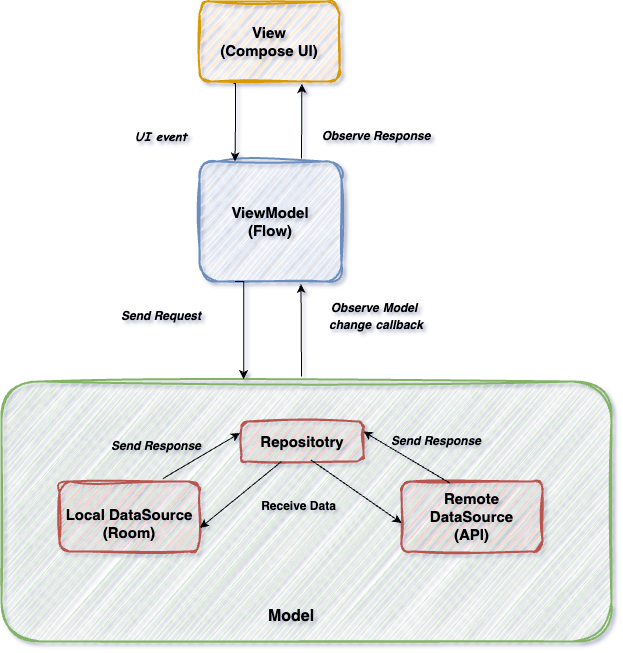 View
(Compose UI)
UI event
Observe Response
ViewModel
(Flow)
Send Request
Observe Model
change callback
Repositotry
Send Response
Send Response
Local DataSource
(Room)
Receive Data
Remote
DataSource
(API)
Model